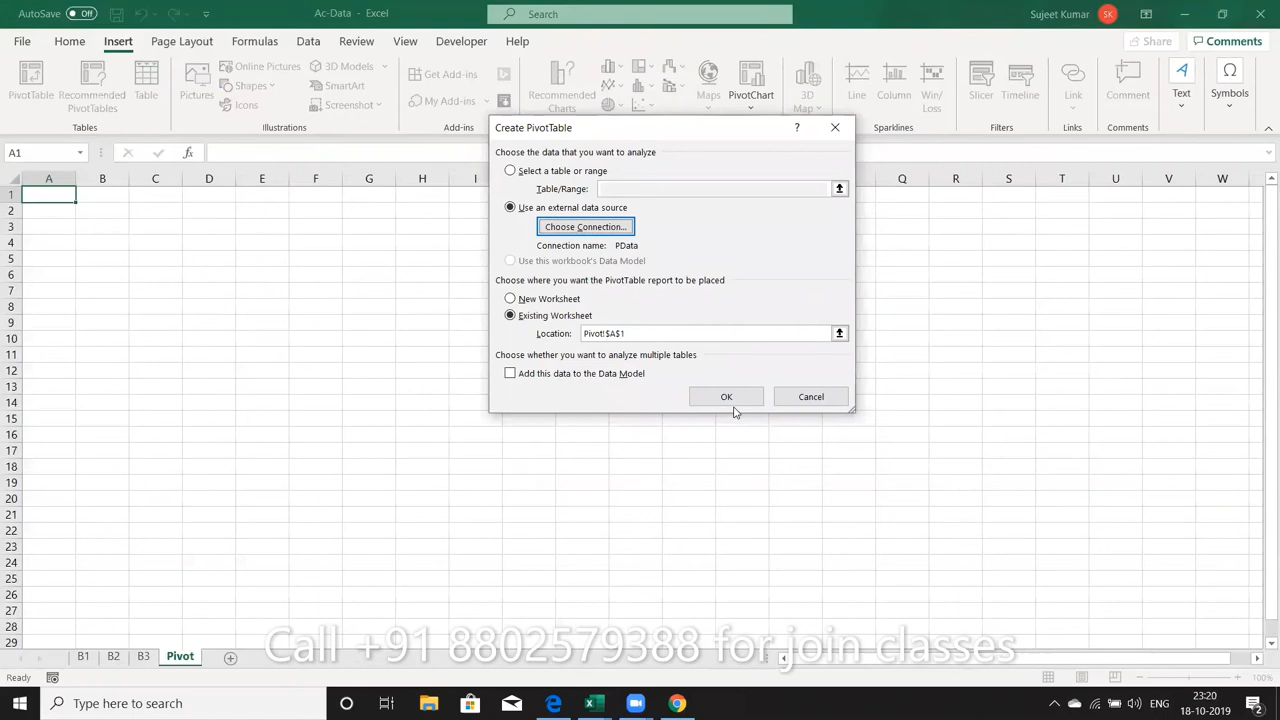 AutoSave Off Ac-Data - Excel Search Sujeet Kumar SK
File Home Insert Page Layout Formulas Data Review View Developer Help Share Comments
PivotTable Recommended PivotTables Table Pictures Online Pictures Shapes Icons 3D Models SmartArt Screenshot Get Add-ins My Add-ins Recommended Charts Maps PivotChart 3D Map Line Column Win/Loss Slicer Timeline Link Comment Text Symbols
Tables Add-ins Sparklines Filters Links Comments
A1 fx
Create PivotTable ?
Choose the data that you want to analyze
Select a table or range
Table/Range:
Use an external data source
Choose Connection...
Connection name: PData
Use this workbook's Data Model
Choose where you want the PivotTable report to be placed
New Worksheet
Existing Worksheet
Location: Pivot!$A$1
Choose whether you want to analyze multiple tables
Add this data to the Data Model
OK Cancel
A B C D E F G H I Q R S T U V W
1
2
3
4
5
6
7
8
9
10
11
12
13
14
15
16
17
18
19
20
21
22
23
24
25
26
27
28
29
Call +91 8802579388 for join classes
B1 B2 B3 Pivot
Ready 100%
Type here to search ENG 23:20
18-10-2019 2